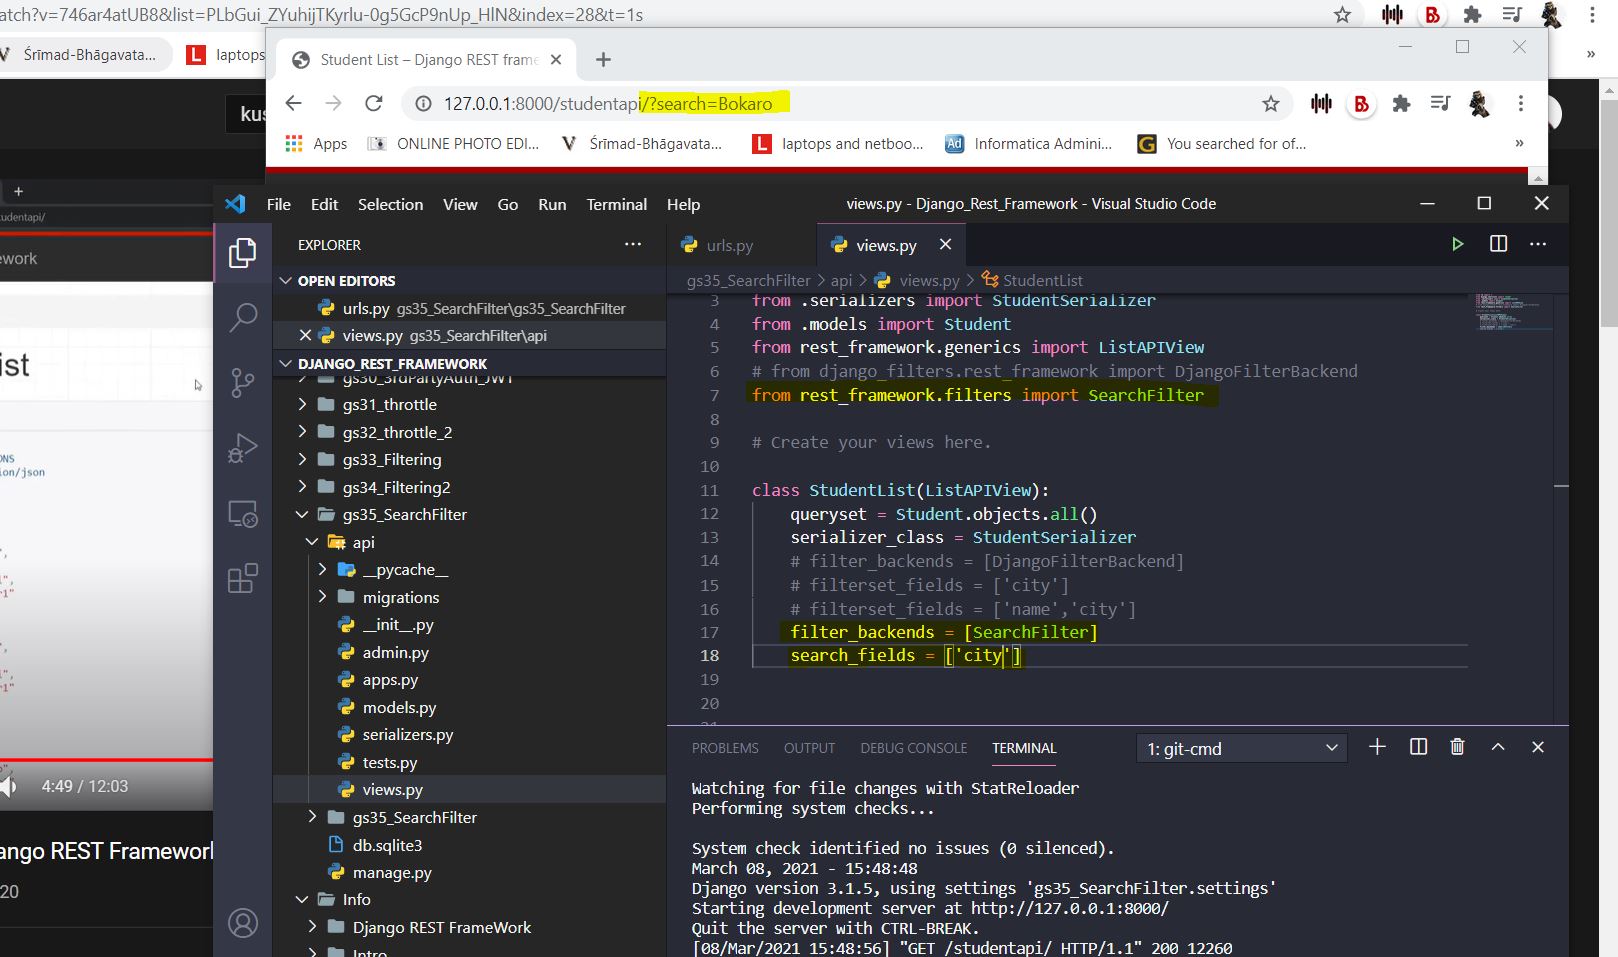 atch?v=746ar4atUB8&list=PLbGui_ZYuhijTKyrlu-0g5GcP9nUp_HlN&index=28&t=1s
Śrīmad-Bhāgavata...
laptops
Student List – Django REST frame
127.0.0.1:8000/studentapi/?search=Bokaro
Apps
ONLINE PHOTO EDI...
Śrīmad-Bhāgavata...
laptops and netboo...
Informatica Admini...
You searched for of...
kus
udentapi/
work
ist
ONS
ion/json
4:49 / 12:03
ango REST Framework
20
File Edit Selection View Go Run Terminal Help
views.py - Django_Rest_Framework - Visual Studio Code
EXPLORER
OPEN EDITORS
urls.py gs35_SearchFilter\gs35_SearchFilter
views.py gs35_SearchFilter\api
DJANGO_REST_FRAMEWORK
gs30_3rdPartyAuth_JWT
gs31_throttle
gs32_throttle_2
gs33_Filtering
gs34_Filtering2
gs35_SearchFilter
api
__pycache__
migrations
__init__.py
admin.py
apps.py
models.py
serializers.py
tests.py
views.py
gs35_SearchFilter
db.sqlite3
manage.py
Info
Django REST FrameWork
Intro
urls.py
views.py
gs35_SearchFilter > api > views.py > StudentList
3 from .serializers import StudentSerializer
4 from .models import Student
5 from rest_framework.generics import ListAPIView
6 # from django_filters.rest_framework import DjangoFilterBackend
7 from rest_framework.filters import SearchFilter
8
9 # Create your views here.
10
11 class StudentList(ListAPIView):
12 queryset = Student.objects.all()
13 serializer_class = StudentSerializer
14 # filter_backends = [DjangoFilterBackend]
15 # filterset_fields = ['city']
16 # filterset_fields = ['name','city']
17 filter_backends = [SearchFilter]
18 search_fields = ['city']
19
20
21
PROBLEMS OUTPUT DEBUG CONSOLE TERMINAL
1: git-cmd
Watching for file changes with StatReloader
Performing system checks...
System check identified no issues (0 silenced).
March 08, 2021 - 15:48:48
Django version 3.1.5, using settings 'gs35_SearchFilter.settings'
Starting development server at http://127.0.0.1:8000/
Quit the server with CTRL-BREAK.
[08/Mar/2021 15:48:56] "GET /studentapi/ HTTP/1.1" 200 12260